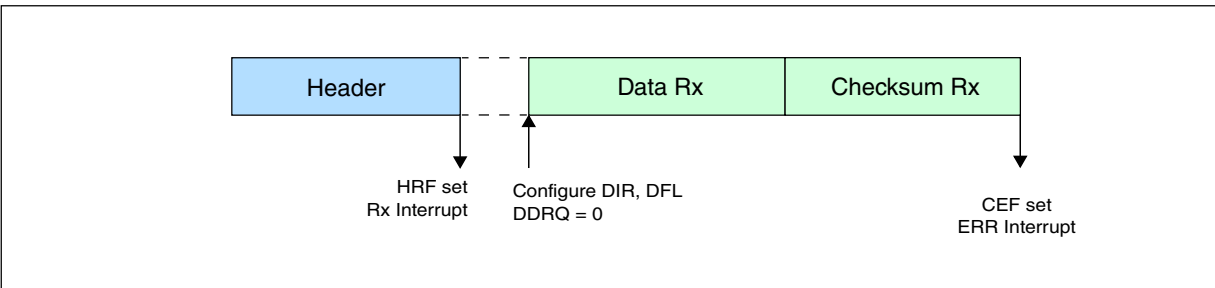 Header
Data Rx
Checksum Rx
HRF set
Rx Interrupt
Configure DIR, DFL
DDRQ = 0
CEF set
ERR Interrupt